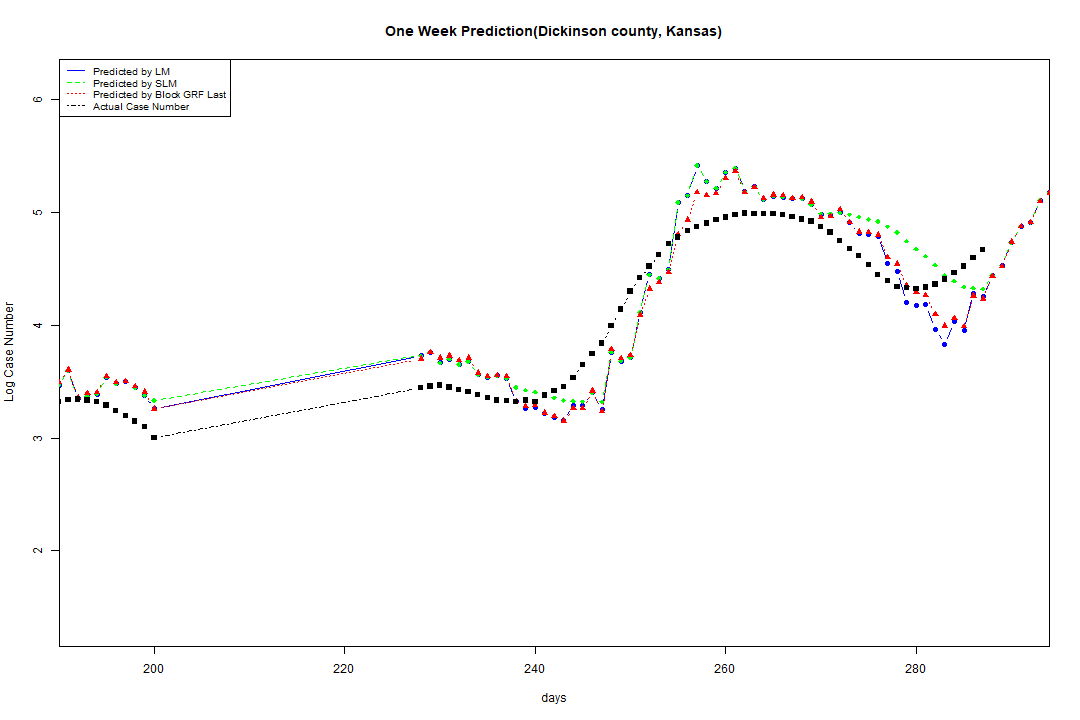 One Week Prediction(Dickinson county, Kansas)
Predicted by LM
Predicted by SLM
Predicted by Block GRF Last
Actual Case Number
6
5
4
3
2
Log Case Number
200 220 240 260 280
days